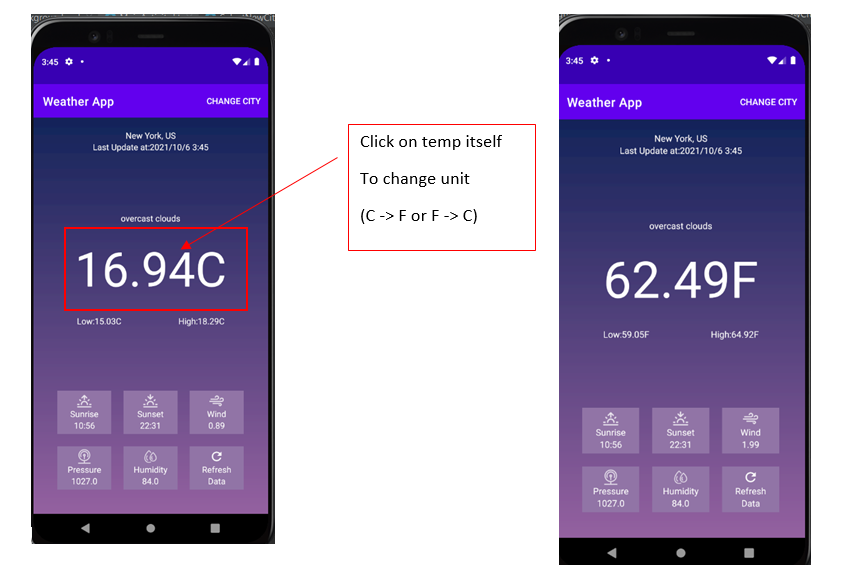 3:45
Weather App
CHANGE CITY
New York, US
Last Update at:2021/10/6 3:45
overcast clouds
16.94C
Low:15.03C
High:18.29C
Sunrise
10:56
Sunset
22:31
Wind
0.89
Pressure
1027.0
Humidity
84.0
Refresh
Data
Click on temp itself
To change unit
(C -> F or F -> C)
3:45
Weather App
CHANGE CITY
New York, US
Last Update at:2021/10/6 3:45
overcast clouds
62.49F
Low:59.05F
High:64.92F
Sunrise
10:56
Sunset
22:31
Wind
1.99
Pressure
1027.0
Humidity
84.0
Refresh
Data